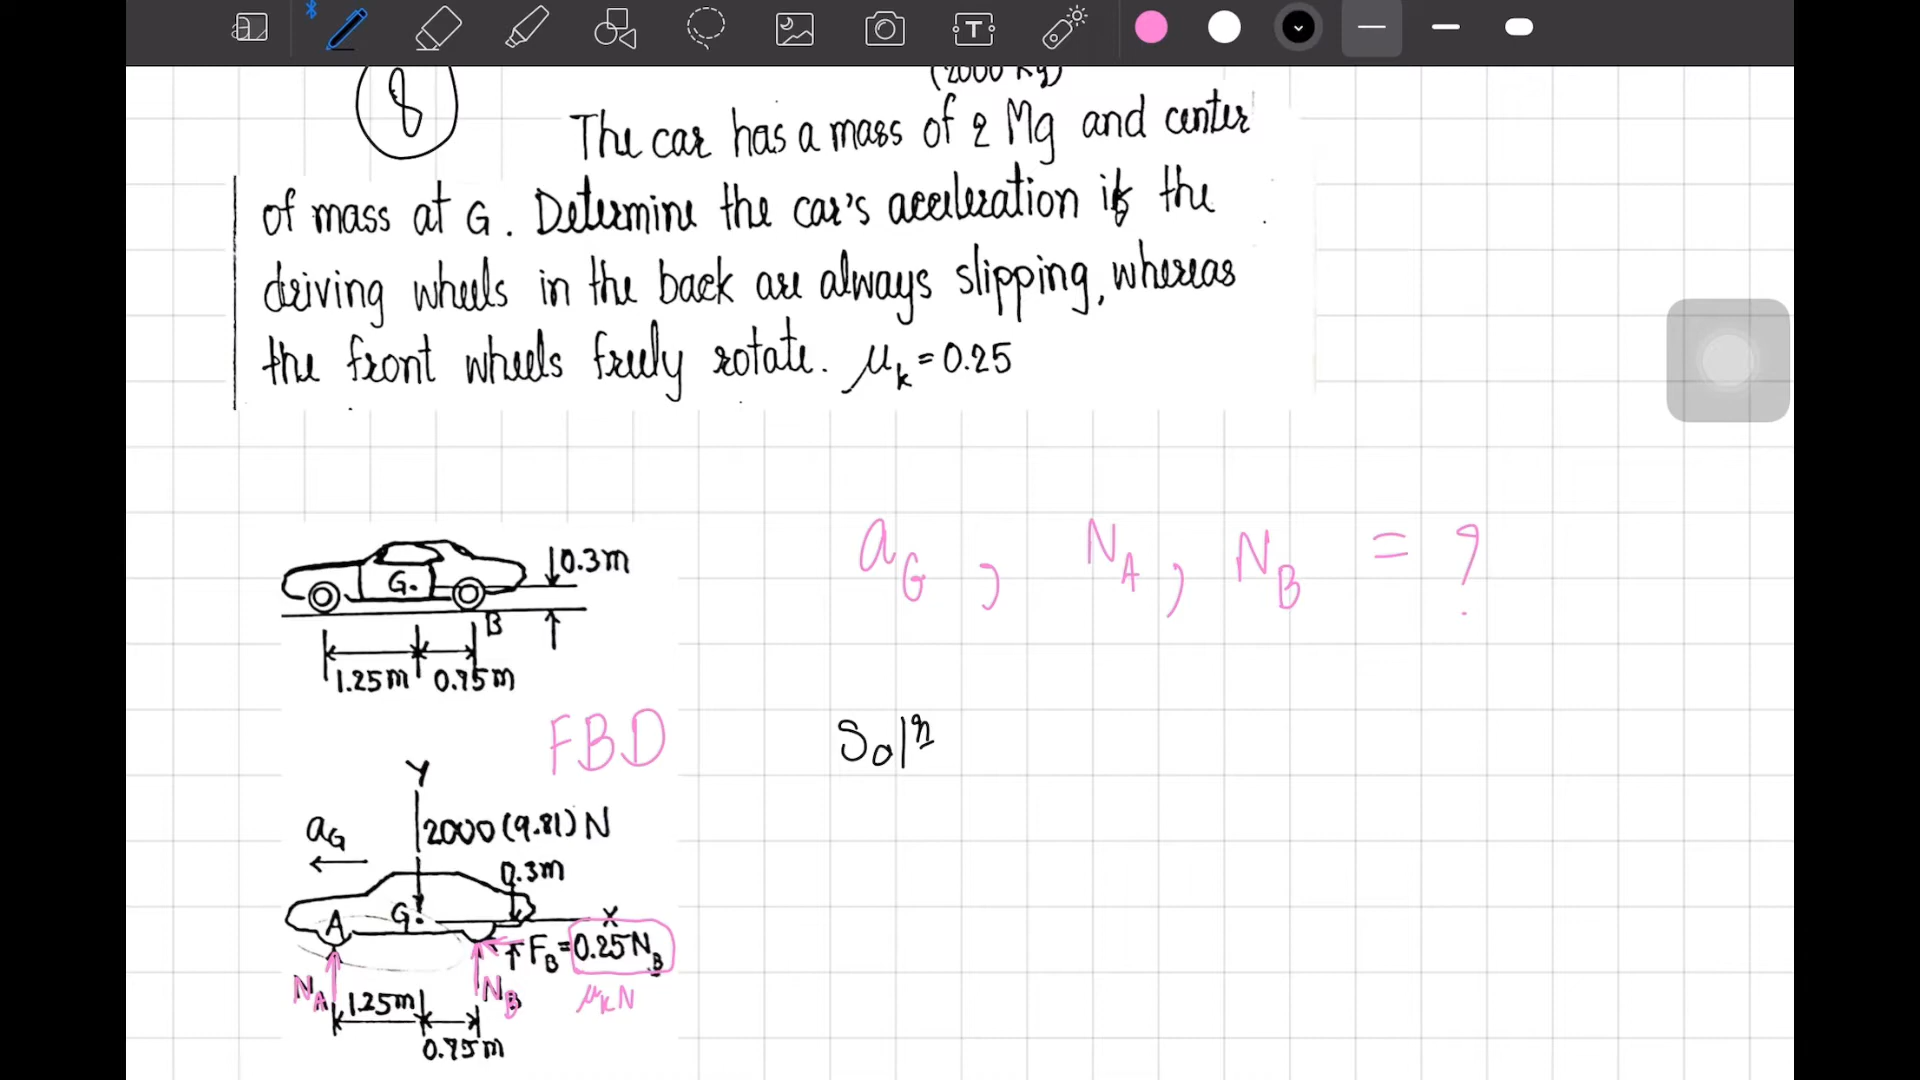 8
(2000 kg)
The car has a mass of 2 Mg and center
of mass at G. Determine the car's acceleration if the
driving wheels in the back are always slipping, whereas
the front wheels freely rotate. μk = 0.25
aG, NA, NB = ?
0.3m
G.
B
1.25m 0.75m
FBD
Solⁿ
Y
aG
2000 (9.81) N
0.3m
A G. X
FB = 0.25 NB
NA 1.25m NB μkN
0.75m
T